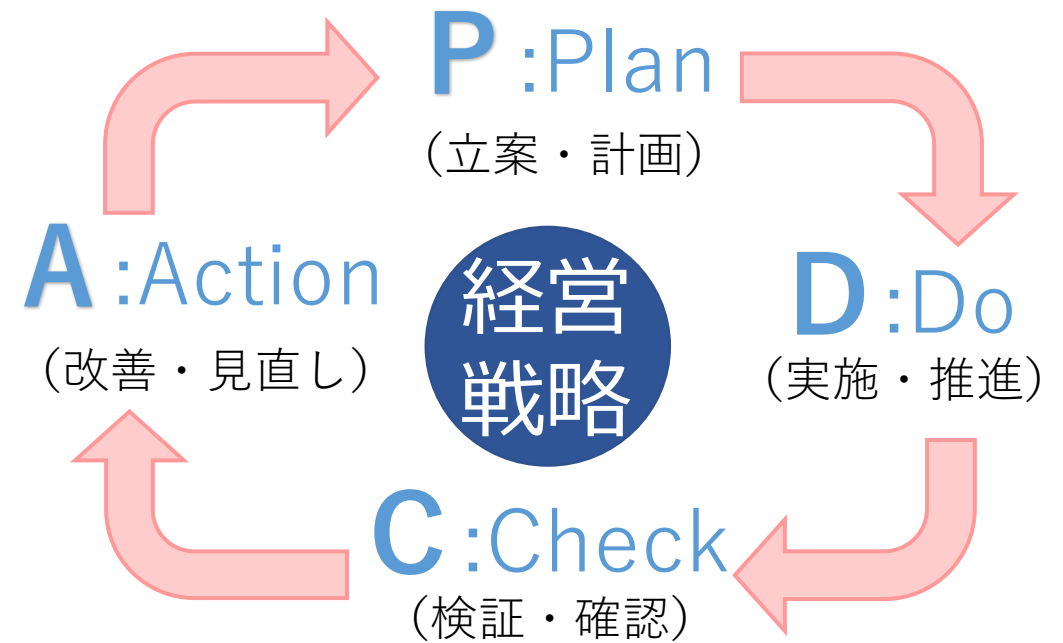 P :Plan
（立案・計画）
D :Do
（実施・推進）
C :Check
（検証・確認）
A :Action
（改善・見直し）
経営
戦略